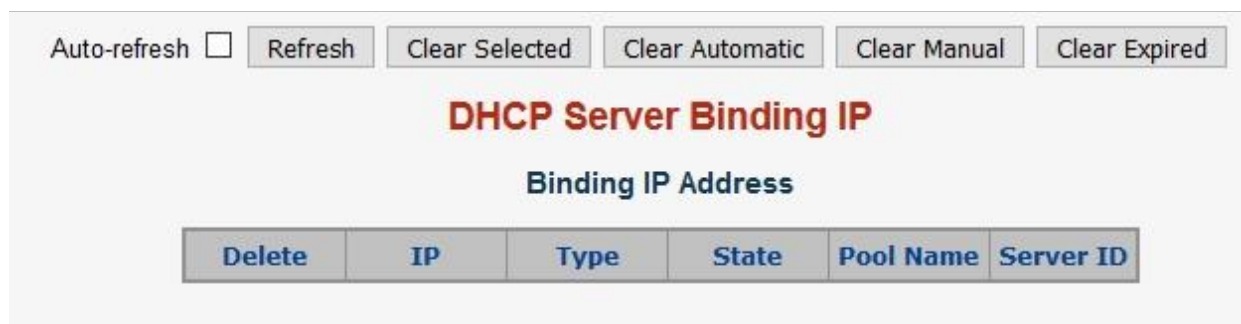 Auto-refresh Refresh Clear Selected Clear Automatic Clear Manual Clear Expired
DHCP Server Binding IP
Binding IP Address
Delete IP Type State Pool Name Server ID